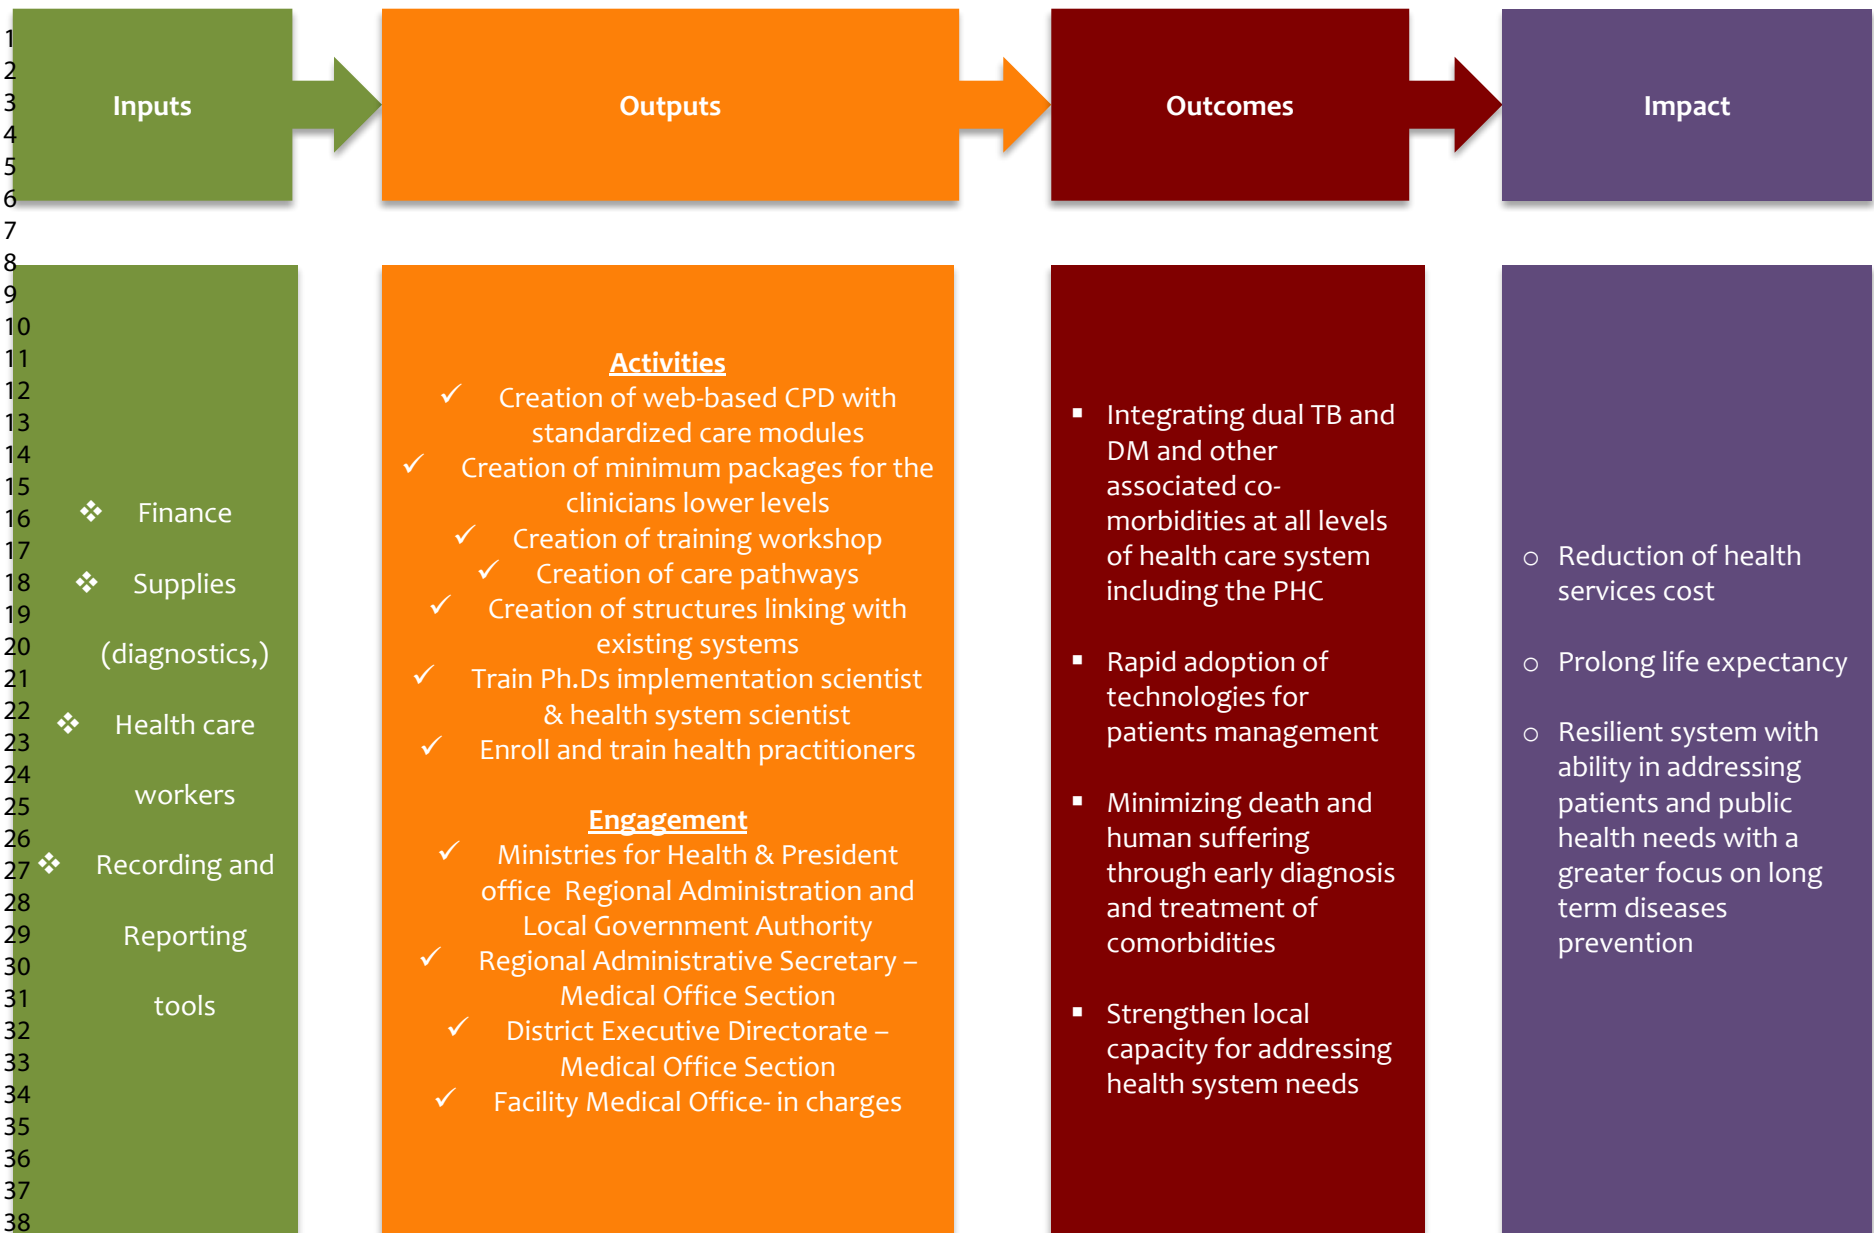 1
2
3
4
5
6
7
8
9
10
11
12
13
14
15
16
17
18
19
20
21
22
23
24
25
26
27
28
29
30
31
32
33
34
35
36
37
38
Inputs
Outputs
Outcomes
Impact
❖ Finance
❖ Supplies
(diagnostics,)
❖ Health care
workers
❖ Recording and
Reporting
tools
Activities
✓ Creation of web-based CPD with
standardized care modules
✓ Creation of minimum packages for the
clinicians lower levels
✓ Creation of training workshop
✓ Creation of care pathways
✓ Creation of structures linking with
existing systems
✓ Train Ph.Ds implementation scientist
& health system scientist
✓ Enroll and train health practitioners
Engagement
✓ Ministries for Health & President
office Regional Administration and
Local Government Authority
✓ Regional Administrative Secretary –
Medical Office Section
✓ District Executive Directorate –
Medical Office Section
✓ Facility Medical Office- in charges
▪ Integrating dual TB and
DM and other
associated co-
morbidities at all levels
of health care system
including the PHC
▪ Rapid adoption of
technologies for
patients management
▪ Minimizing death and
human suffering
through early diagnosis
and treatment of
comorbidities
▪ Strengthen local
capacity for addressing
health system needs
o Reduction of health
services cost
o Prolong life expectancy
o Resilient system with
ability in addressing
patients and public
health needs with a
greater focus on long
term diseases
prevention